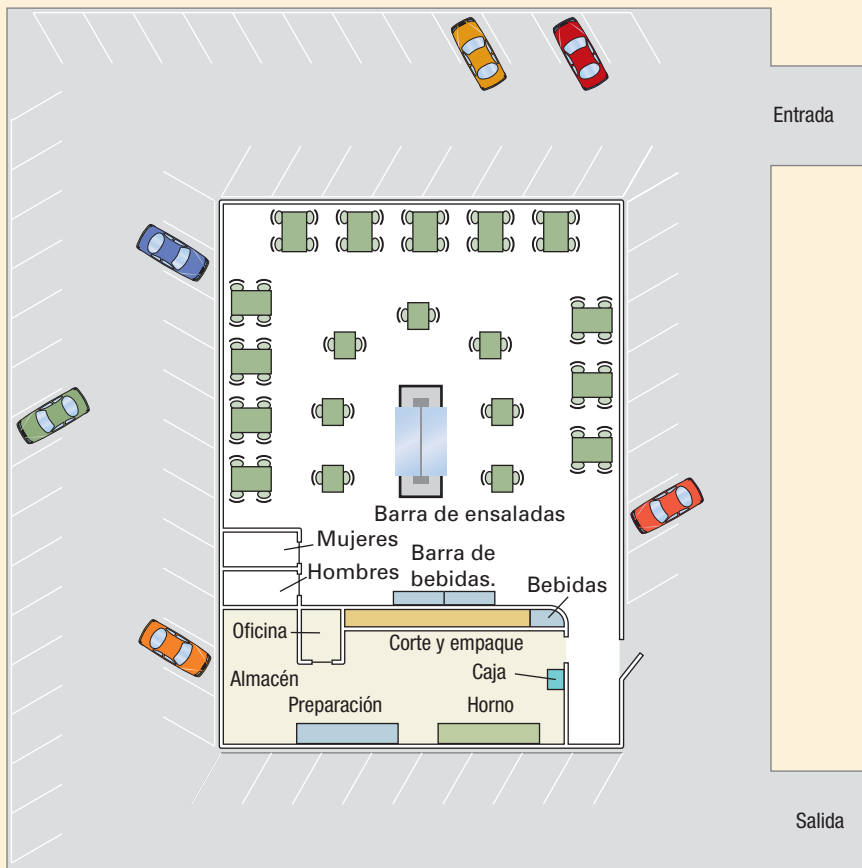 Entrada
Barra de ensaladas
Mujeres
Barra de
bebidas.
Hombres
Bebidas
Oficina
Corte y empaque
Almacén
Caja
Preparación
Horno
Salida